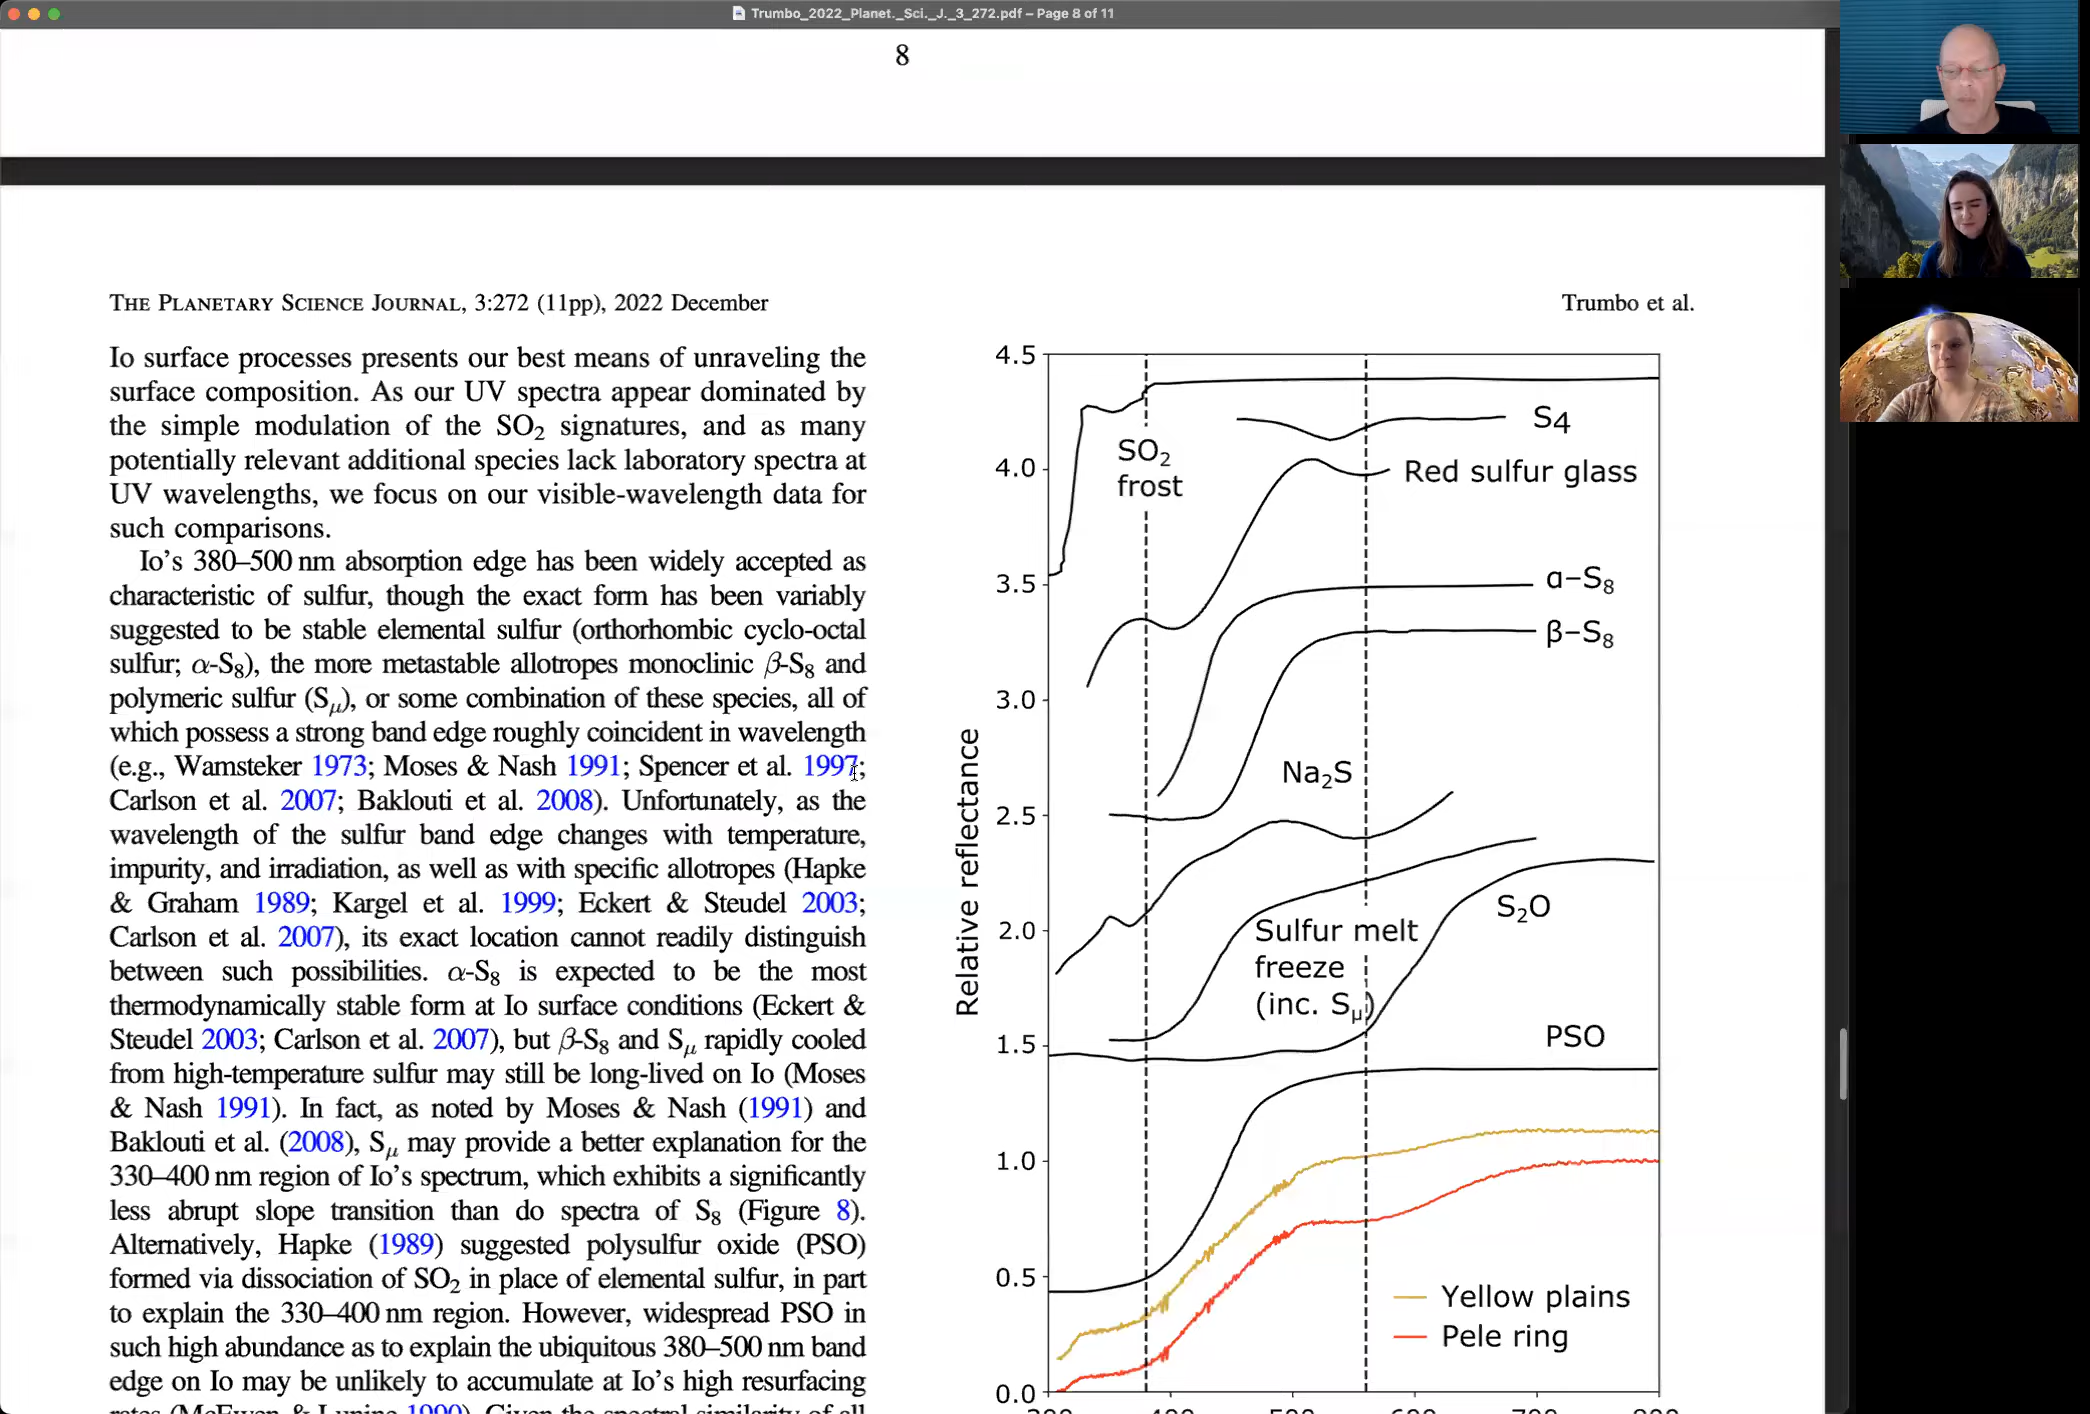 Trumbo_2022_Planet._Sci._J._3_272.pdf – Page 8 of 11
8
THE PLANETARY SCIENCE JOURNAL, 3:272 (11pp), 2022 December
Trumbo et al.
Io surface processes presents our best means of unraveling the
surface composition. As our UV spectra appear dominated by
the simple modulation of the SO₂ signatures, and as many
potentially relevant additional species lack laboratory spectra at
UV wavelengths, we focus on our visible-wavelength data for
such comparisons.
Io's 380–500 nm absorption edge has been widely accepted as
characteristic of sulfur, though the exact form has been variably
suggested to be stable elemental sulfur (orthorhombic cyclo-octal
sulfur; α-S₈), the more metastable allotropes monoclinic β-S₈ and
polymeric sulfur (Sμ), or some combination of these species, all of
which possess a strong band edge roughly coincident in wavelength
(e.g., Wamsteker 1973; Moses & Nash 1991; Spencer et al. 1997;
Carlson et al. 2007; Baklouti et al. 2008). Unfortunately, as the
wavelength of the sulfur band edge changes with temperature,
impurity, and irradiation, as well as with specific allotropes (Hapke
& Graham 1989; Kargel et al. 1999; Eckert & Steudel 2003;
Carlson et al. 2007), its exact location cannot readily distinguish
between such possibilities. α-S₈ is expected to be the most
thermodynamically stable form at Io surface conditions (Eckert &
Steudel 2003; Carlson et al. 2007), but β-S₈ and Sμ rapidly cooled
from high-temperature sulfur may still be long-lived on Io (Moses
& Nash 1991). In fact, as noted by Moses & Nash (1991) and
Baklouti et al. (2008), Sμ may provide a better explanation for the
330–400 nm region of Io's spectrum, which exhibits a significantly
less abrupt slope transition than do spectra of S₈ (Figure 8).
Alternatively, Hapke (1989) suggested polysulfur oxide (PSO)
formed via dissociation of SO₂ in place of elemental sulfur, in part
to explain the 330–400 nm region. However, widespread PSO in
such high abundance as to explain the ubiquitous 380–500 nm band
edge on Io may be unlikely to accumulate at Io's high resurfacing
rates (McEwen & Lunine 1990). Given the spectral similarity of all
Relative reflectance
4.5
4.0
3.5
3.0
2.5
2.0
1.5
1.0
0.5
0.0
SO₂
frost
S4
Red sulfur glass
α–S₈
β–S₈
Na₂S
S₂O
Sulfur melt
freeze
(inc. Sμ)
PSO
Yellow plains
Pele ring
300 400 500 600 700 800